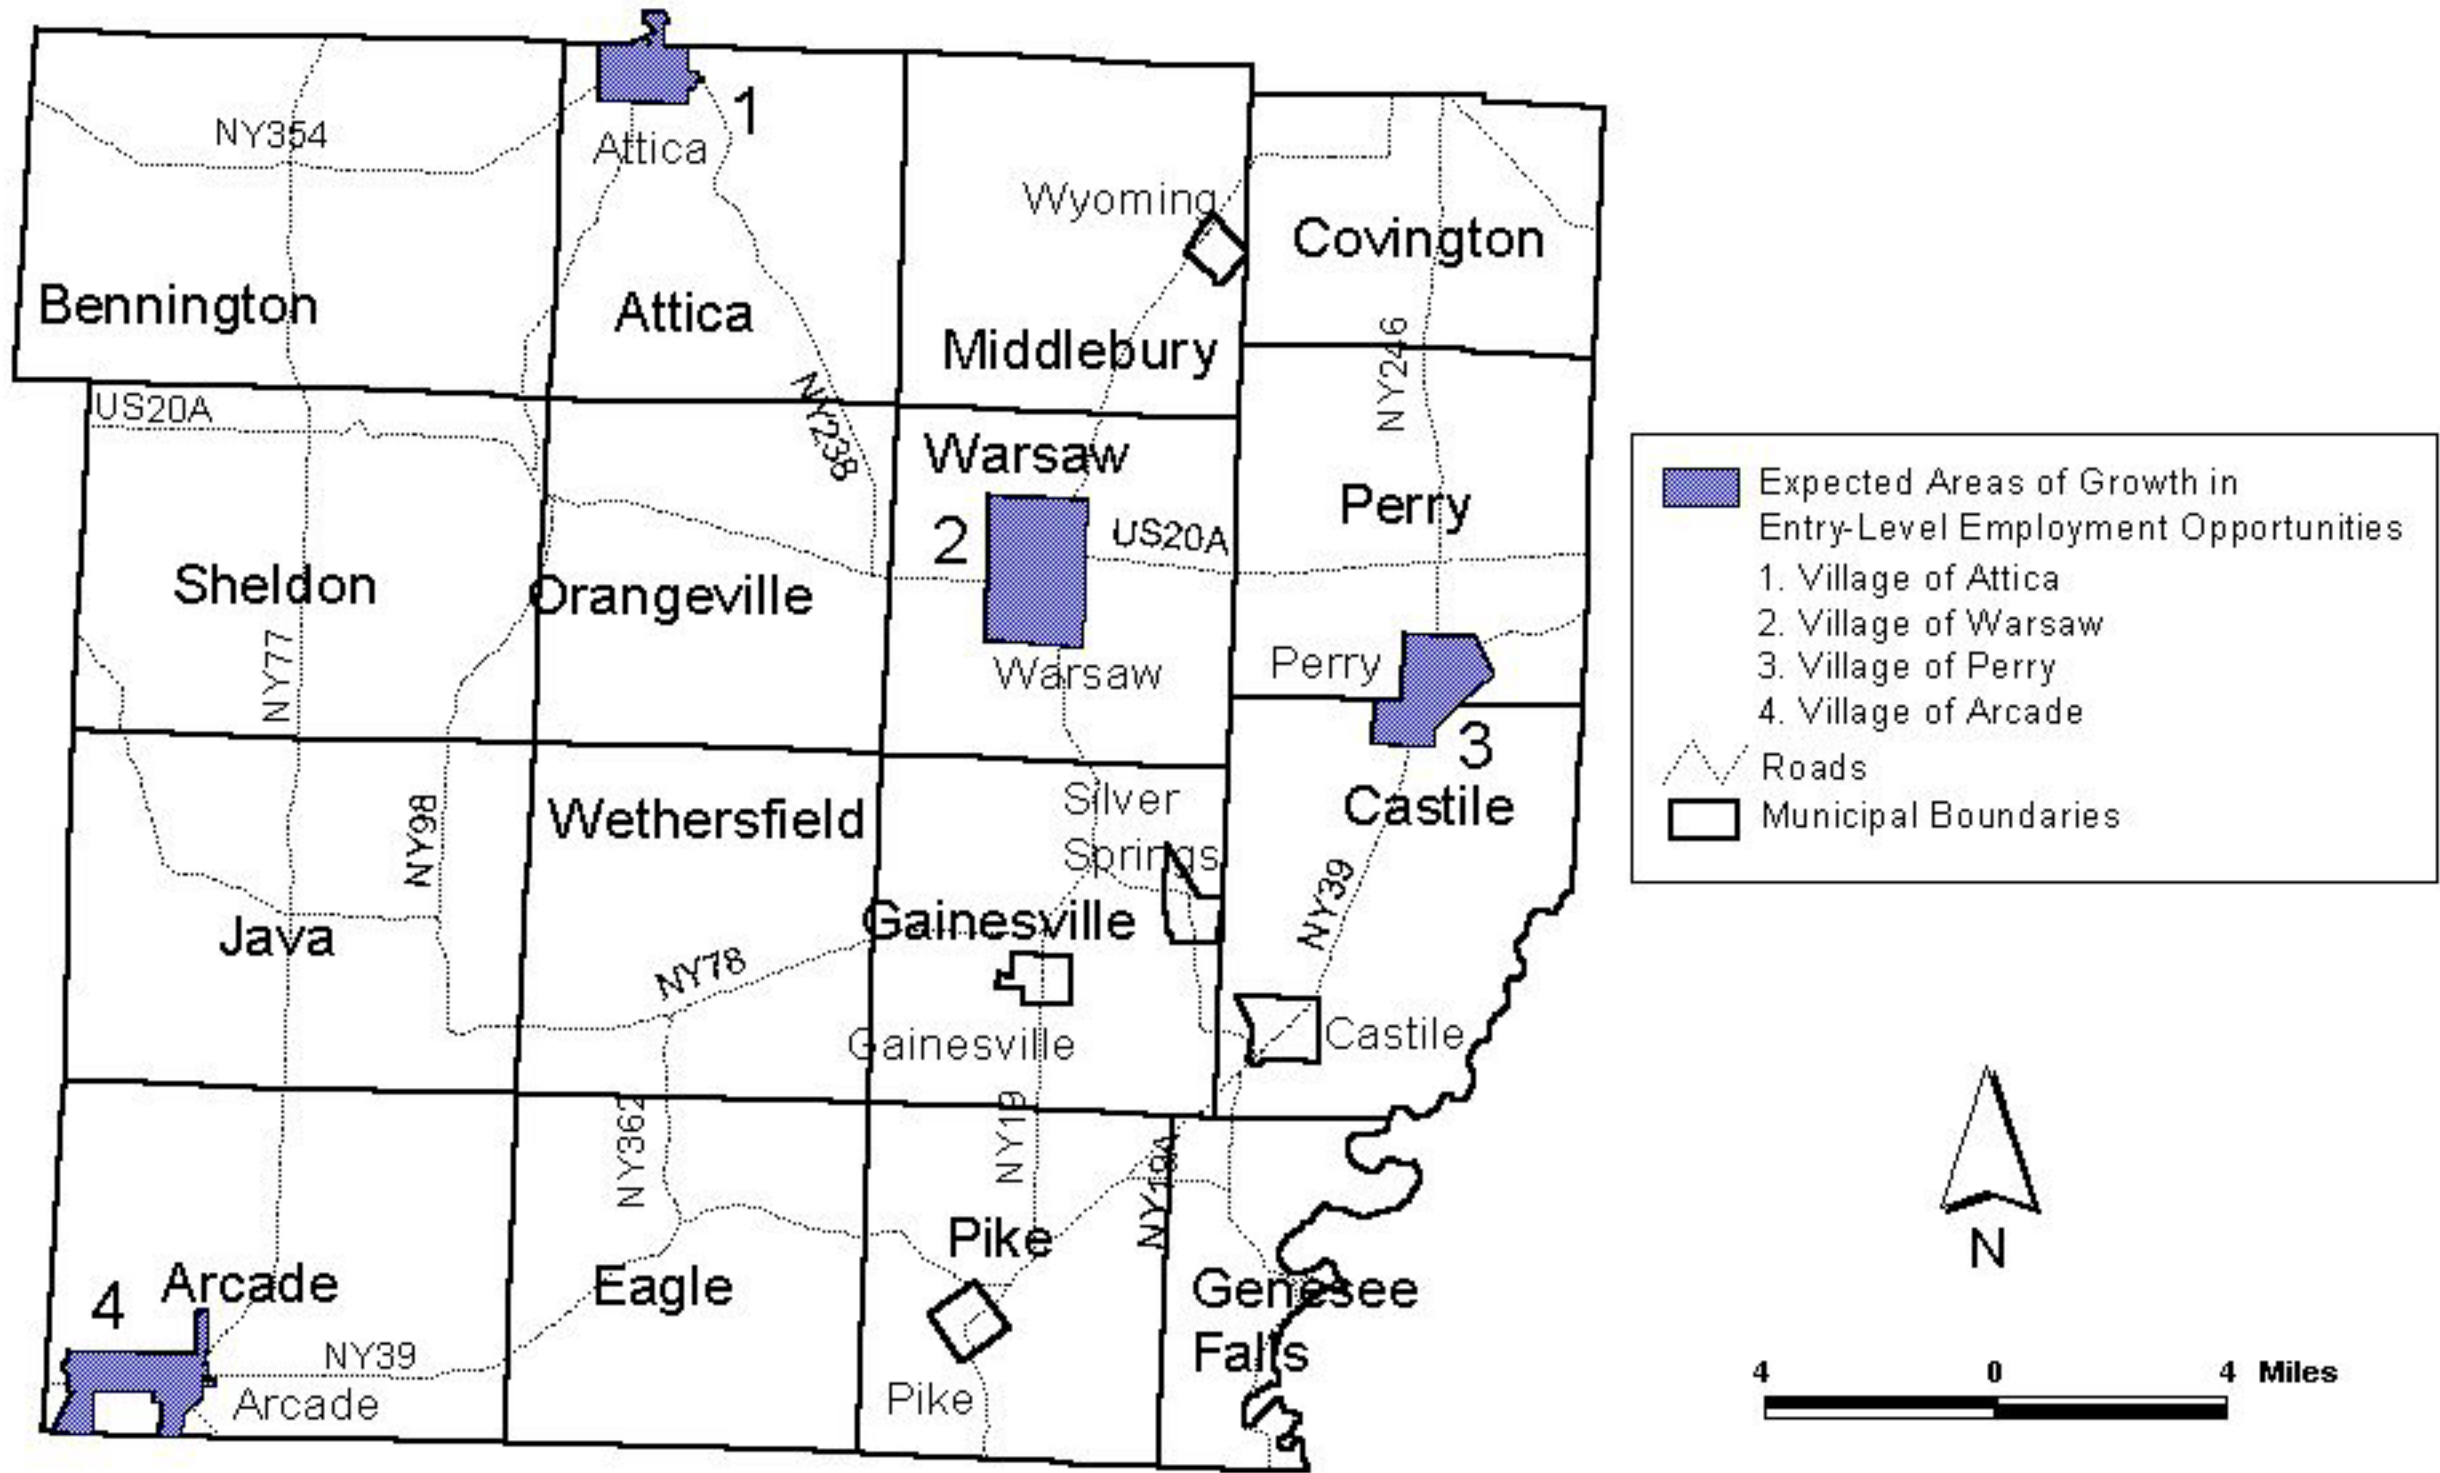 1
NY354
Attica
Wyoming
Covington
Bennington
Attica
Middlebury
NY246
US20A
NY238
Warsaw
2
US20A
Perry
Sheldon
Orangeville
NY77
Warsaw
Perry
3
Silver
Springs
Castile
Wethersfield
NY98
NY39
Gainesville
Java
NY78
Gainesville
Castile
NY362
NY19
NY19A
Pike
4
Arcade
Eagle
Genesee
Falls
NY39
Arcade
Pike
Expected Areas of Growth in
Entry-Level Employment Opportunities
1. Village of Attica
2. Village of Warsaw
3. Village of Perry
4. Village of Arcade
Roads
Municipal Boundaries
N
4 0 4 Miles